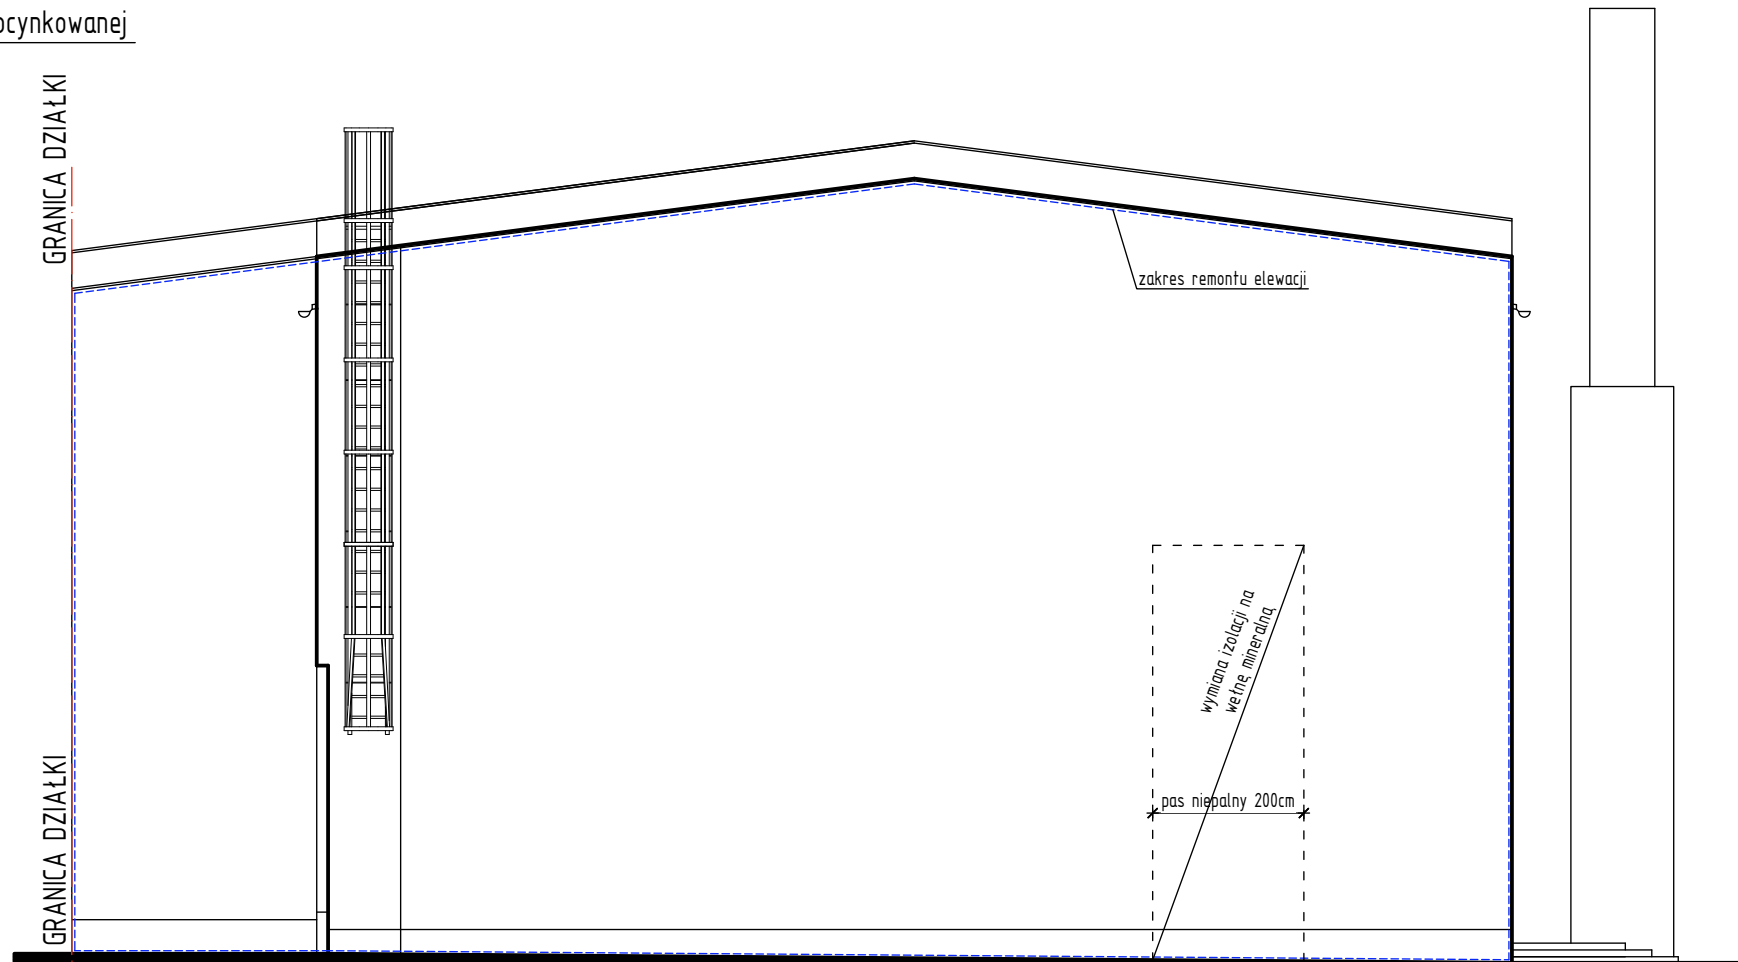 ocynkowanej
GRANICA DZIAŁKI
zakres remontu elewacji
wymiana izolacji na
wełnę mineralną
pas niepalny 200cm
GRANICA DZIAŁKI